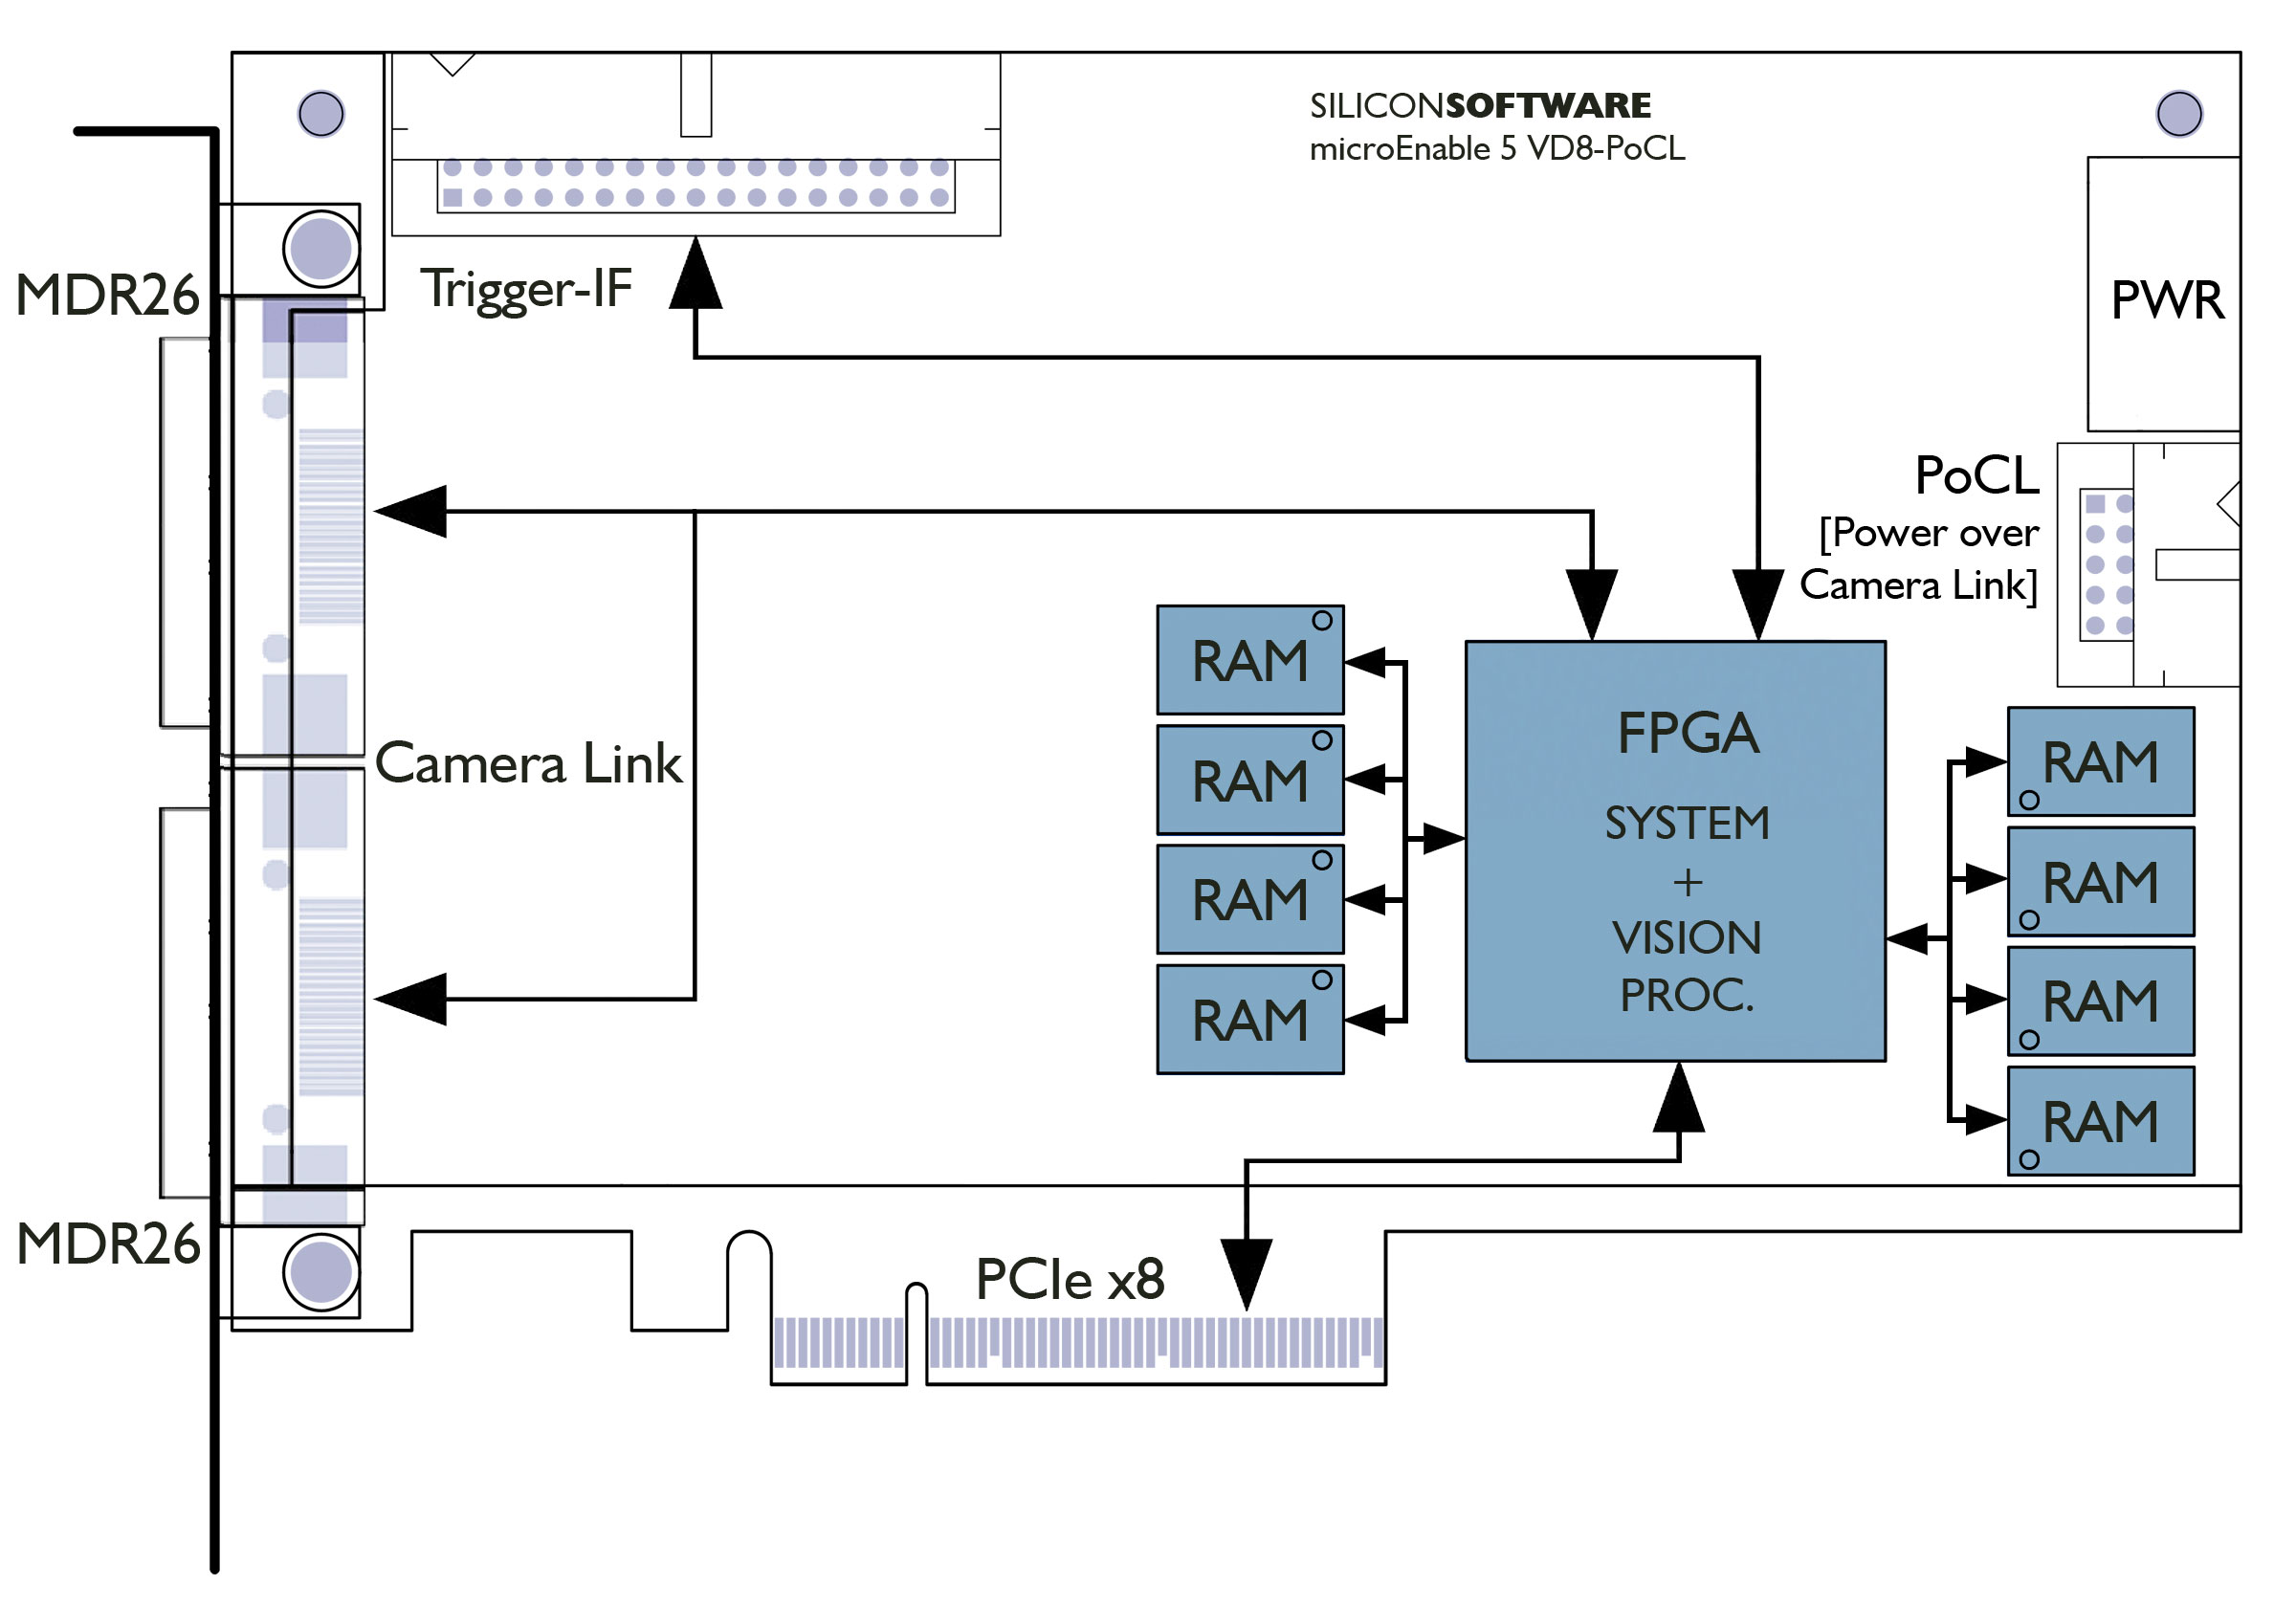 SILICONSOFTWARE
microEnable 5 VD8-PoCL
MDR26
Trigger-IF
PWR
PoCL
[Power over
Camera Link]
RAM
RAM
RAM
RAM
FPGA
SYSTEM
+
VISION
PROC.
RAM
RAM
RAM
RAM
Camera Link
MDR26
PCIe x8